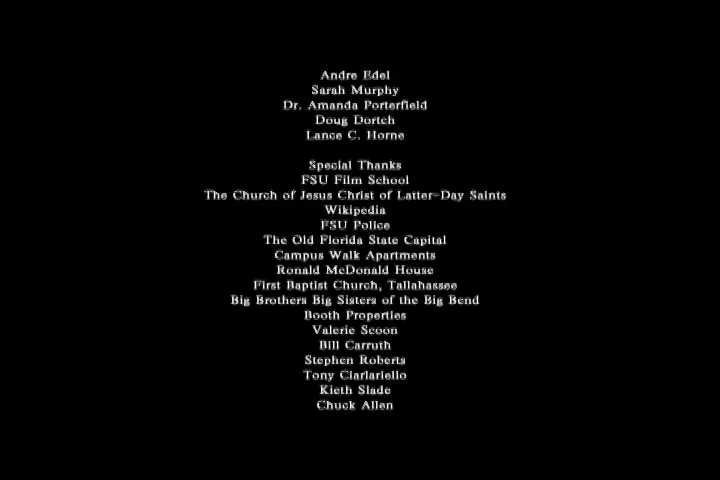 Andre Edel
Sarah Murphy
Dr. Amanda Porterfield
Doug Dortch
Lance C. Horne
Special Thanks
FSU Film School
The Church of Jesus Christ of Latter-Day Saints
Wikipedia
FSU Police
The Old Florida State Capital
Campus Walk Apartments
Ronald McDonald House
First Baptist Church, Tallahassee
Big Brothers Big Sisters of the Big Bend
Booth Properties
Valerie Scoon
Bill Carruth
Stephen Roberts
Tony Ciarlariello
Kieth Slade
Chuck Allen